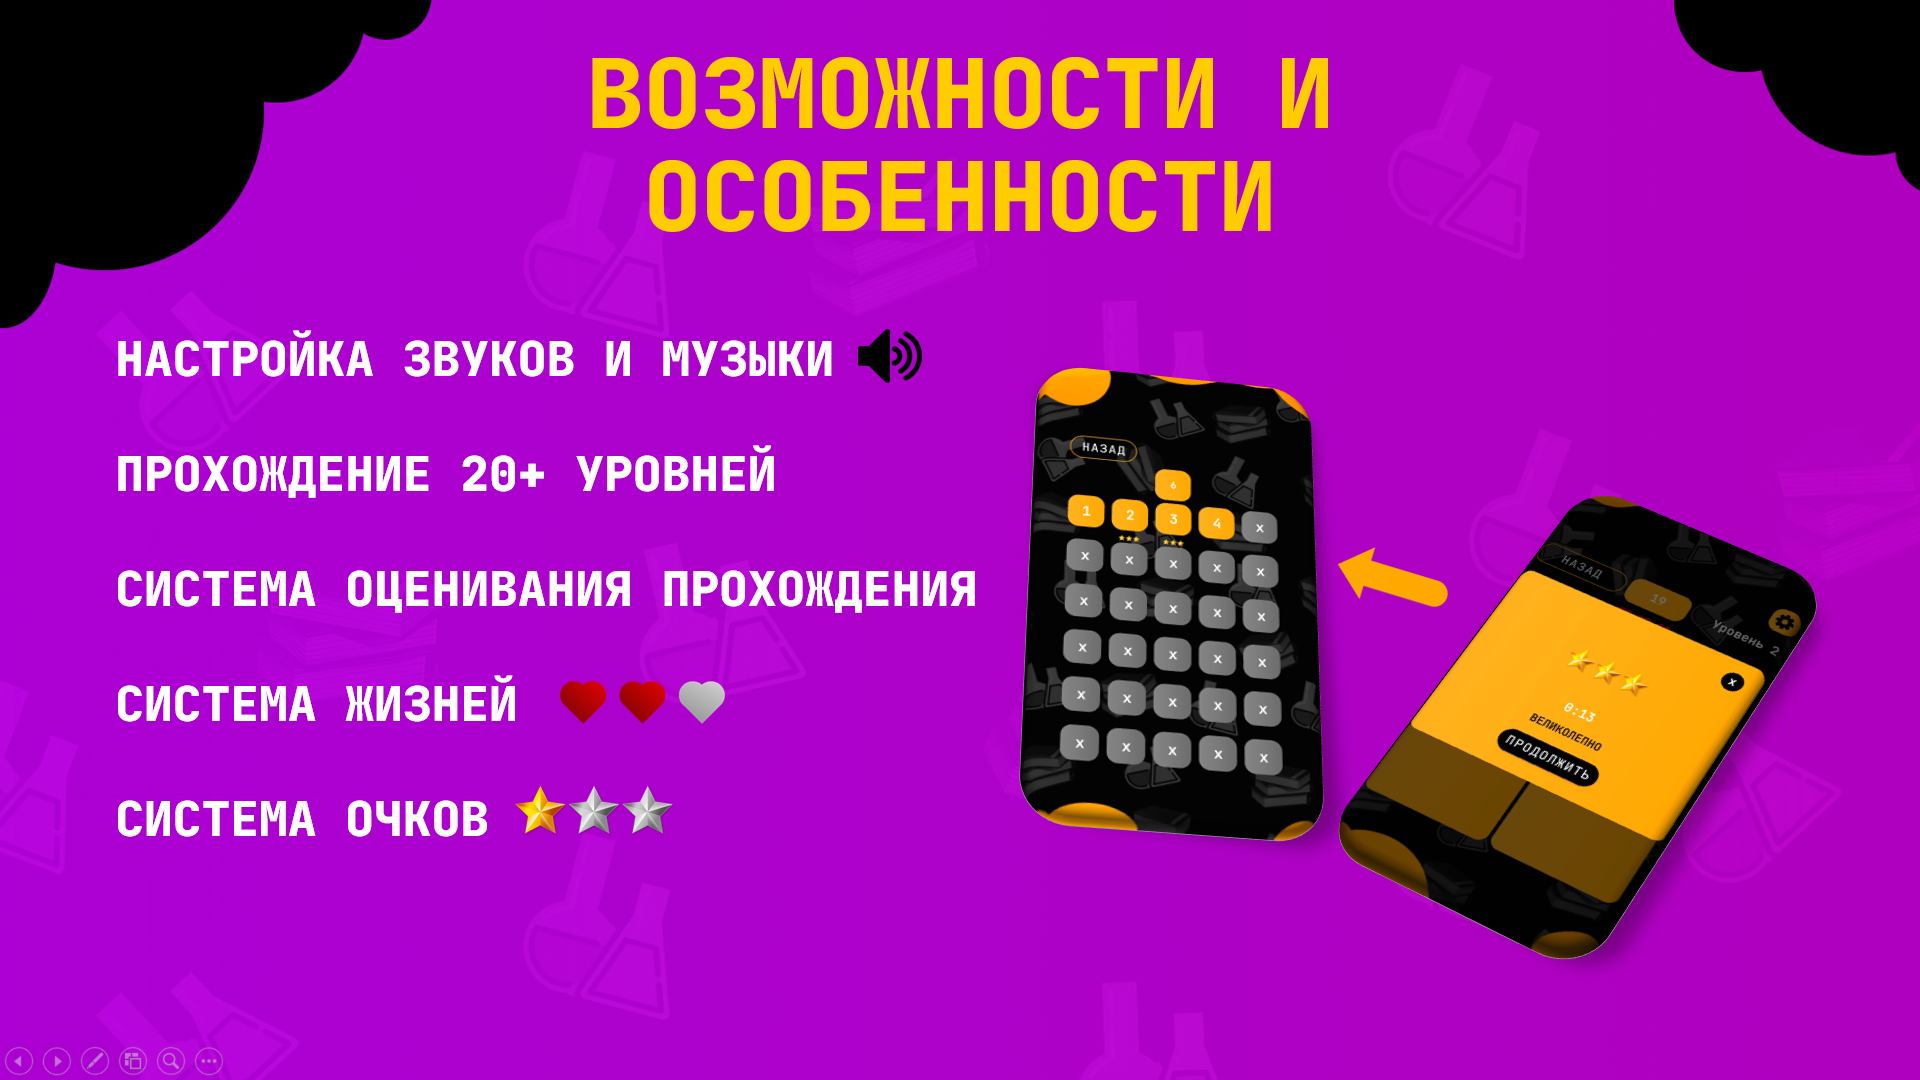 ВОЗМОЖНОСТИ И
ОСОБЕННОСТИ
НАСТРОЙКА ЗВУКОВ И МУЗЫКИ
ПРОХОЖДЕНИЕ 20+ УРОВНЕЙ
СИСТЕМА ОЦЕНИВАНИЯ ПРОХОЖДЕНИЯ
СИСТЕМА ЖИЗНЕЙ
СИСТЕМА ОЧКОВ
НАЗАД
6
1 2 3 4 x
x x x x x
x x x x x
x x x x x
x x x x x
x x x x x
НАЗАД
19
Уровень 2
x
0:13
ВЕЛИКОЛЕПНО
ПРОДОЛЖИТЬ